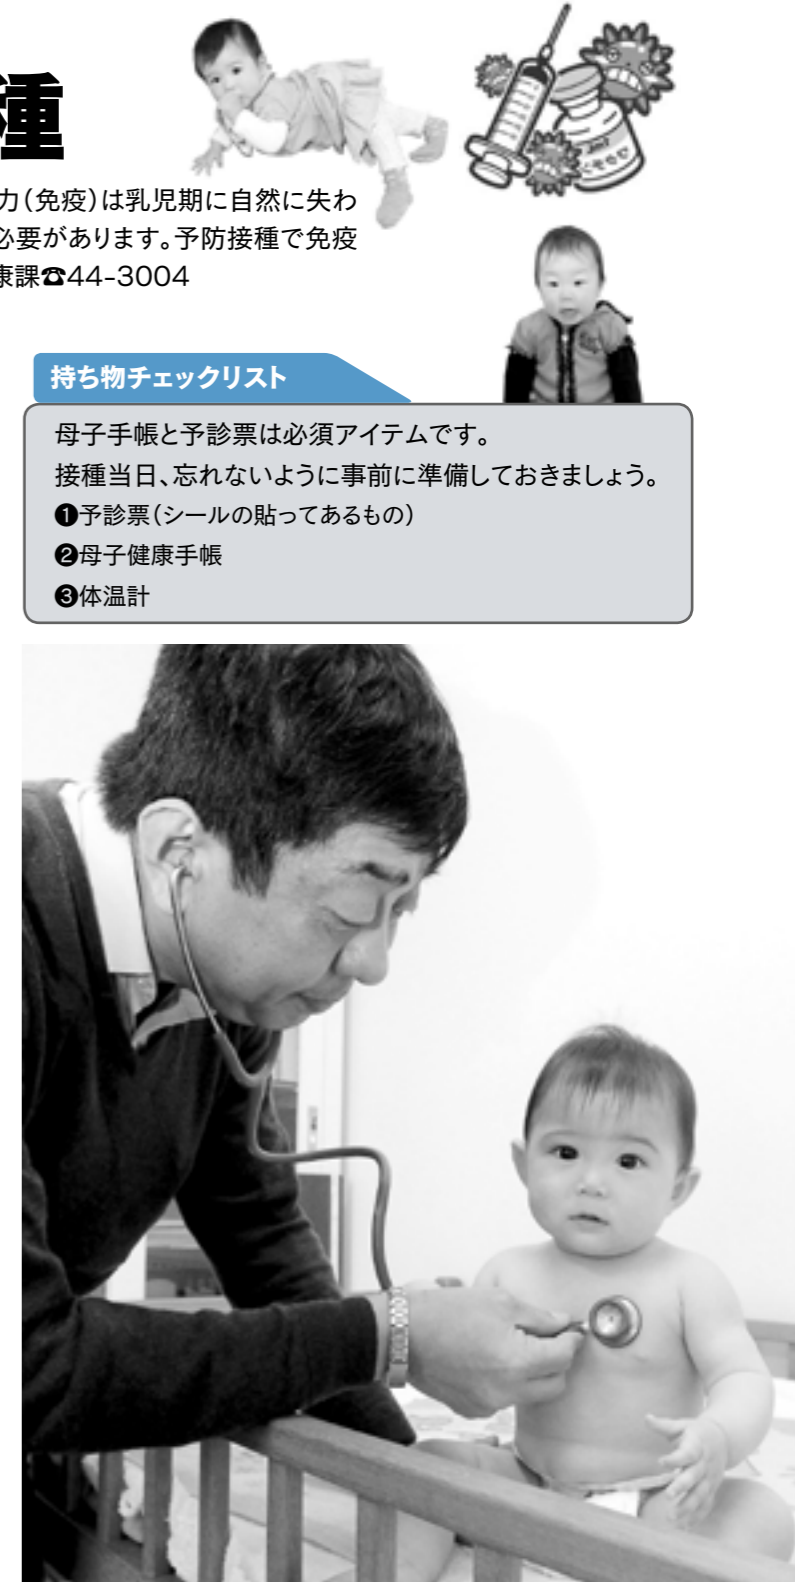 種
力(免疫)は乳児期に自然に失わ
必要があります。予防接種で免疫
康課☎44-3004
持ち物チェックリスト
母子手帳と予診票は必須アイテムです。
接種当日、忘れないように事前に準備しておきましょう。
❶予診票(シールの貼ってあるもの)
❷母子健康手帳
❸体温計